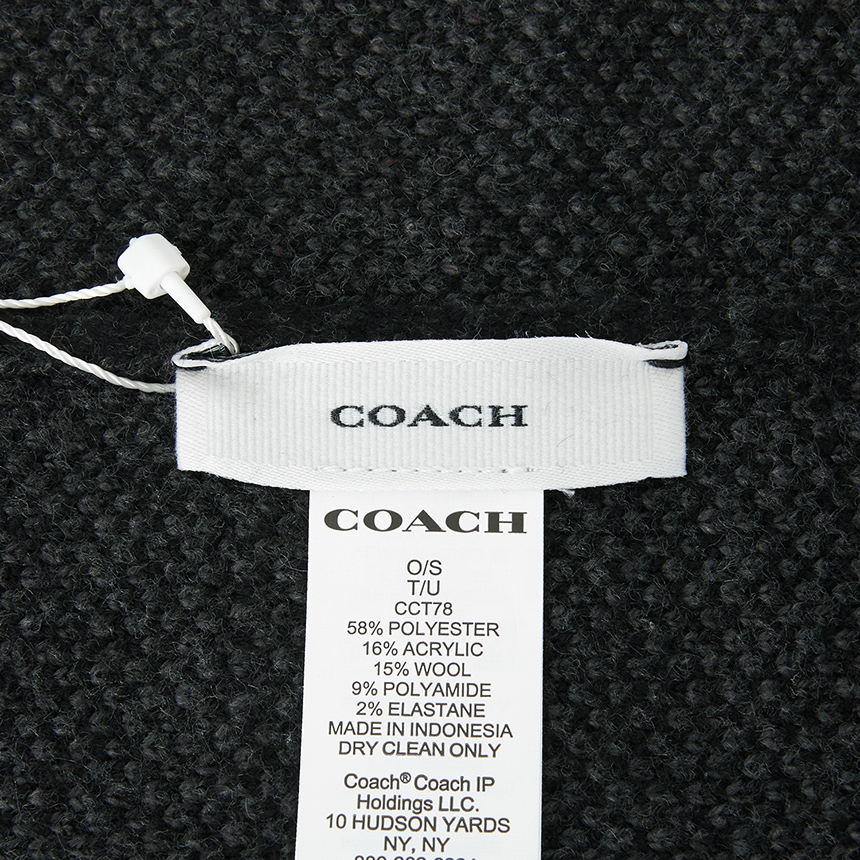 COACH
COACH
O/S
T/U
CCT78
58% POLYESTER
16% ACRYLIC
15% WOOL
9% POLYAMIDE
2% ELASTANE
MADE IN INDONESIA
DRY CLEAN ONLY
Coach® Coach IP
Holdings LLC.
10 HUDSON YARDS
NY, NY